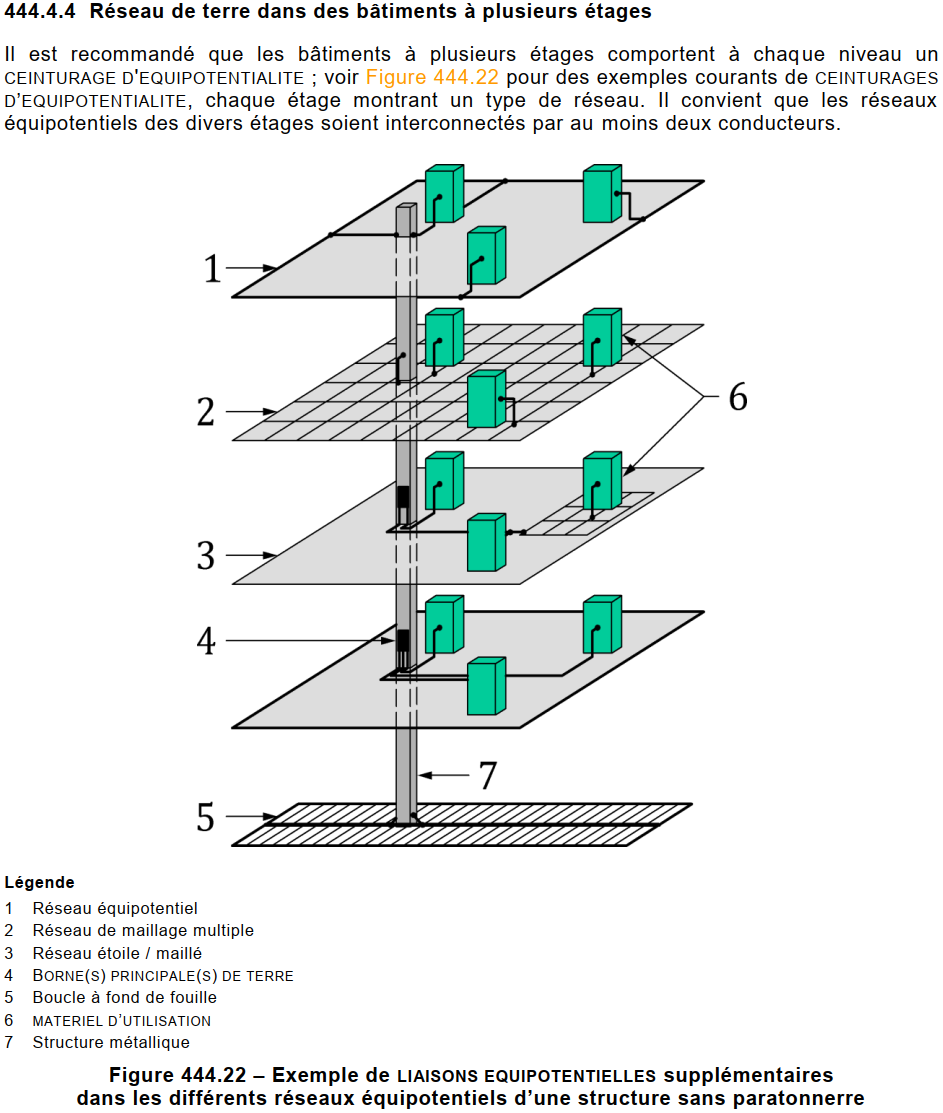 444.4.4 Réseau de terre dans des bâtiments à plusieurs étages
Il est recommandé que les bâtiments à plusieurs étages comportent à chaque niveau un
CEINTURAGE D'EQUIPOTENTIALITE ; voir Figure 444.22 pour des exemples courants de CEINTURAGES
D'EQUIPOTENTIALITE, chaque étage montrant un type de réseau. Il convient que les réseaux
équipotentiels des divers étages soient interconnectés par au moins deux conducteurs.
1
2
6
3
4
7
5
Légende
1 Réseau équipotentiel
2 Réseau de maillage multiple
3 Réseau étoile / maillé
4 BORNE(S) PRINCIPALE(S) DE TERRE
5 Boucle à fond de fouille
6 MATERIEL D'UTILISATION
7 Structure métallique
Figure 444.22 – Exemple de LIAISONS EQUIPOTENTIELLES supplémentaires
dans les différents réseaux équipotentiels d'une structure sans paratonnerre